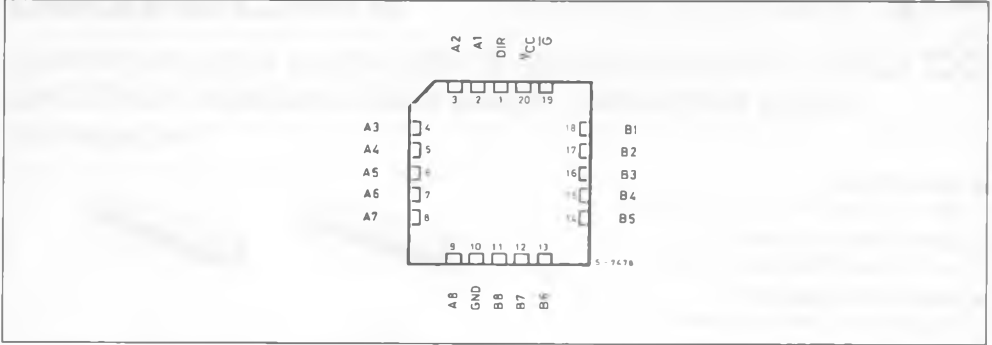 A2 A1 DIR VCC G
3 2 1 20 19
A3 4 18 B1
A4 5 17 B2
A5 6 16 B3
A6 7 15 B4
A7 8 14 B5
9 10 11 12 13
S-7478
A8 GND B8 B7 B6